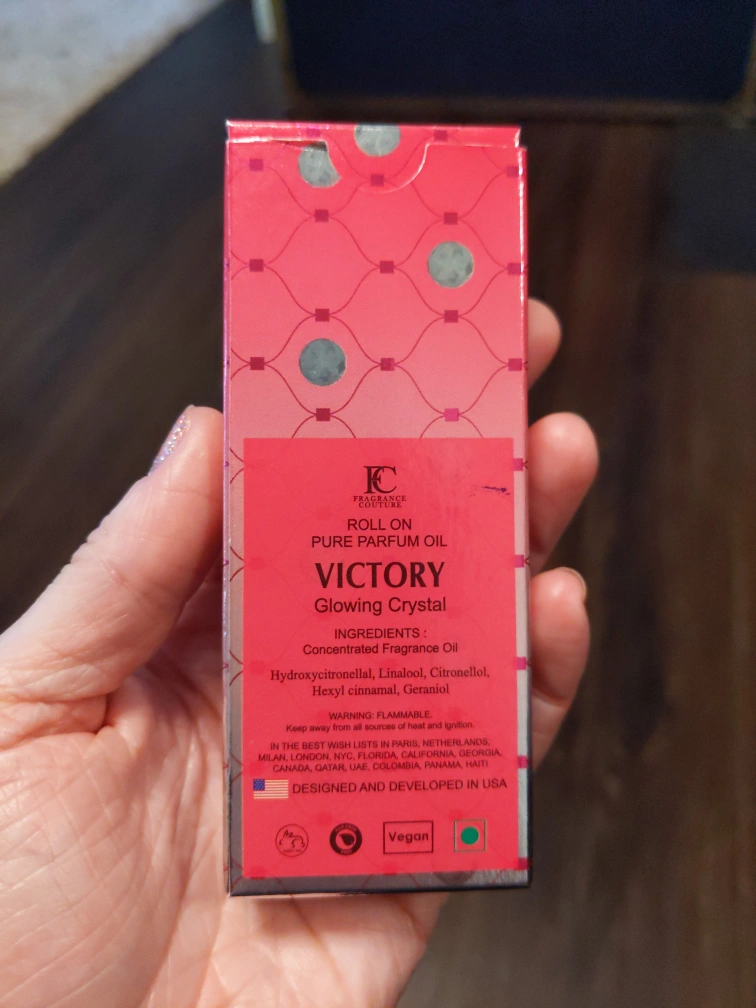 FC
FRAGRANCE
COUTURE
ROLL ON
PURE PARFUM OIL
VICTORY
Glowing Crystal
INGREDIENTS :
Concentrated Fragrance Oil
Hydroxycitronellal, Linalool, Citronellol,
Hexyl cinnamal, Geraniol
WARNING: FLAMMABLE.
Keep away from all sources of heat and ignition.
IN THE BEST WISH LISTS IN PARIS, NETHERLANDS,
MILAN, LONDON, NYC, FLORIDA, CALIFORNIA, GEORGIA,
CANADA, QATAR, UAE, COLOMBIA, PANAMA, HAITI
DESIGNED AND DEVELOPED IN USA
Vegan